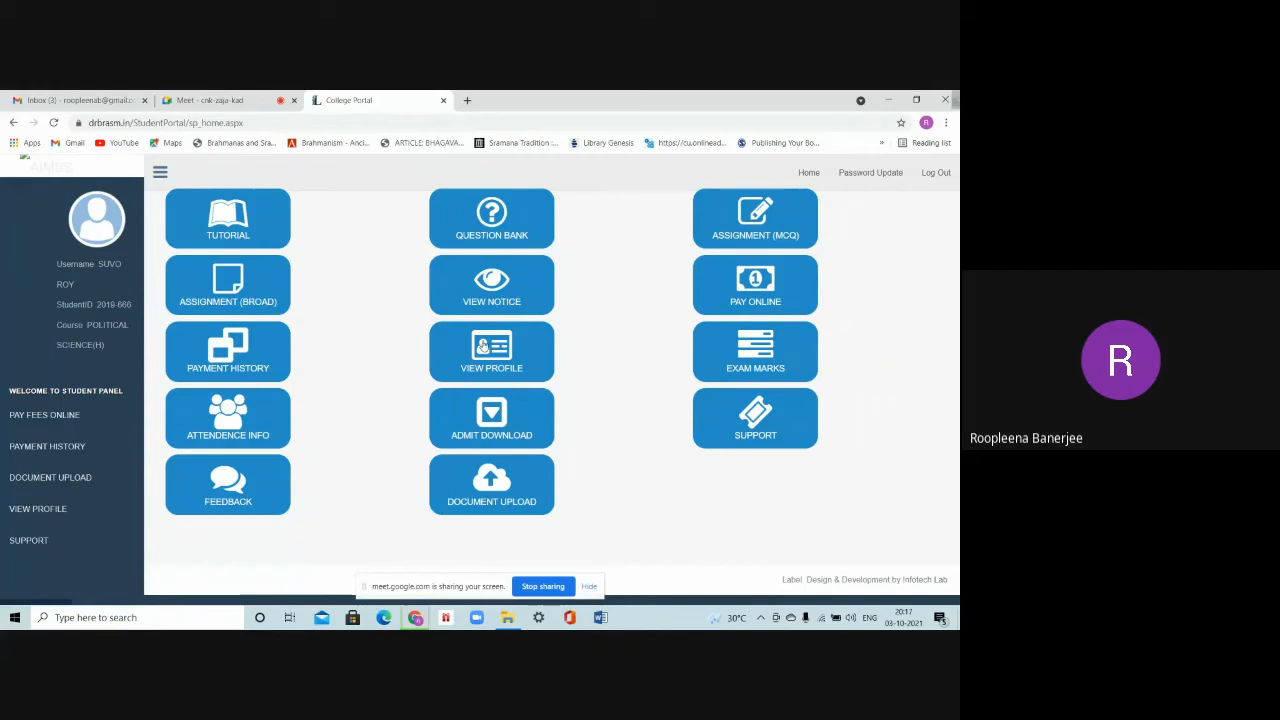 Inbox (3) - roopleenab@gmail.co
Meet - cnk-zaja-kad
College Portal
drbrasm.in/StudentPortal/sp_home.aspx
Apps
Gmail
YouTube
Maps
Brahmanas and Sra...
Brahmanism - Anci...
ARTICLE: BHAGAVA...
Sramana Tradition :...
Library Genesis
https://cu.onlinead...
Publishing Your Bo...
»
Reading list
Home
Password Update
Log Out
Username SUVO
ROY
StudentID 2019-666
Course POLITICAL
SCIENCE(H)
WELCOME TO STUDENT PANEL
PAY FEES ONLINE
PAYMENT HISTORY
DOCUMENT UPLOAD
VIEW PROFILE
SUPPORT
TUTORIAL
QUESTION BANK
ASSIGNMENT (MCQ)
ASSIGNMENT (BROAD)
VIEW NOTICE
PAY ONLINE
PAYMENT HISTORY
VIEW PROFILE
EXAM MARKS
ATTENDENCE INFO
ADMIT DOWNLOAD
SUPPORT
FEEDBACK
DOCUMENT UPLOAD
Label Design & Development by Infotech Lab
meet.google.com is sharing your screen.
Stop sharing
Hide
Type here to search
30°C
ENG
20:17
03-10-2021
R
Roopleena Banerjee